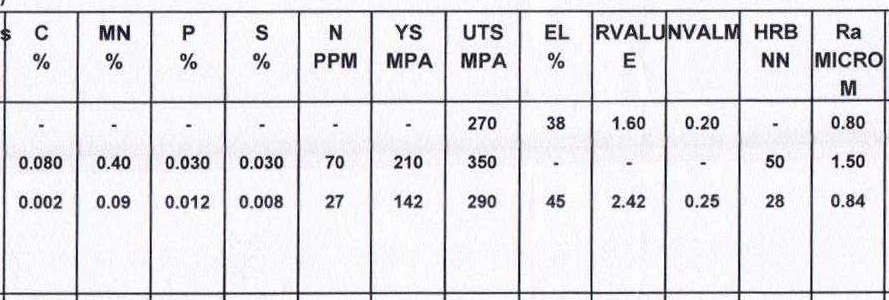 s C MN P S N YS UTS EL RVALU NVALM HRB Ra
% % % % PPM MPA MPA % E NN MICRO
M
- - - - - - 270 38 1.60 0.20 - 0.80
0.080 0.40 0.030 0.030 70 210 350 - - - 50 1.50
0.002 0.09 0.012 0.008 27 142 290 45 2.42 0.25 28 0.84